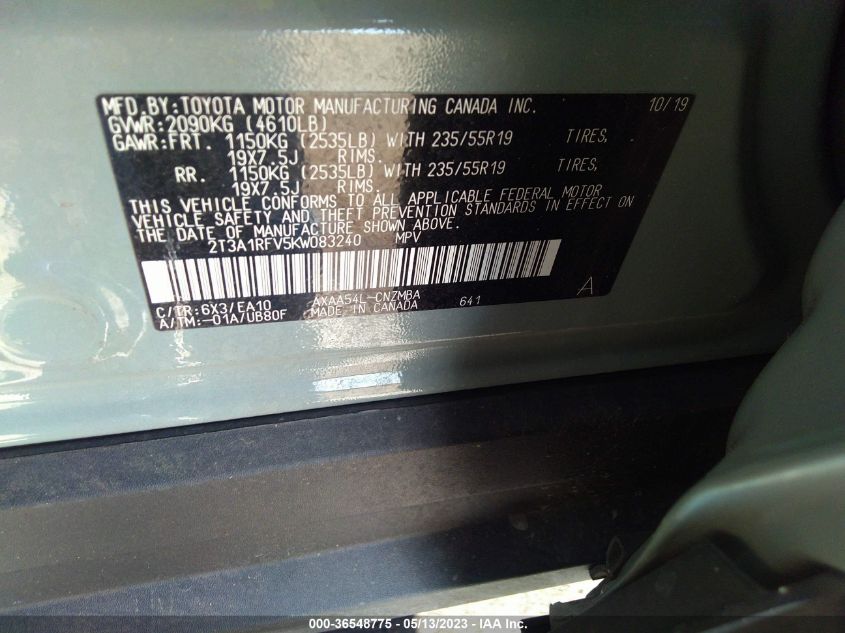 MFD.BY:TOYOTA MOTOR MANUFACTURING CANADA INC. 10/19
GVWR:2090KG (4610LB)
GAWR:FRT. 1150KG (2535LB) WITH 235/55R19 TIRES,
19X7.5J RIMS.
RR. 1150KG (2535LB) WITH 235/55R19 TIRES,
19X7.5J RIMS.
THIS VEHICLE CONFORMS TO ALL APPLICABLE FEDERAL MOTOR
VEHICLE SAFETY AND THEFT PREVENTION STANDARDS IN EFFECT ON
THE DATE OF MANUFACTURE SHOWN ABOVE.
2T3A1RFV5KW083240 MPV
C/TR:6X3/EA10 AXAA54L-CNZMBA 641 A
A/TM:-01A/UB80F MADE IN CANADA
000-36548775 - 05/13/2023 - IAA Inc.